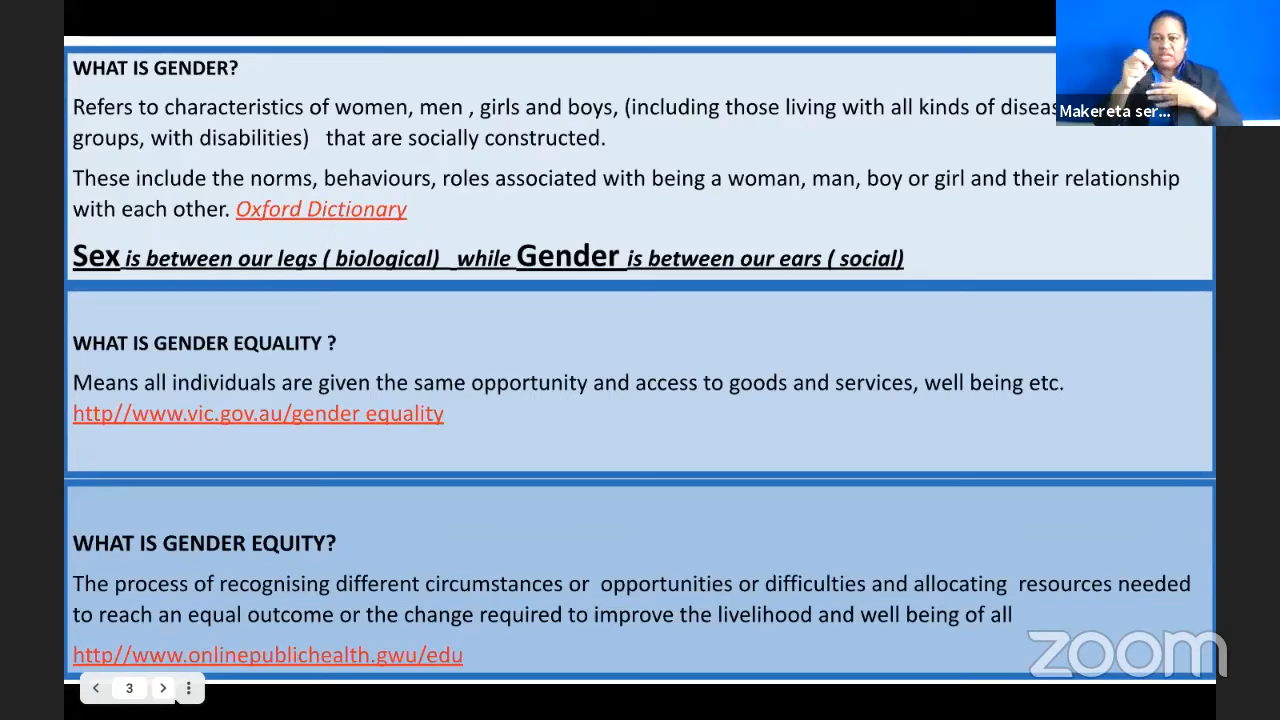 WHAT IS GENDER?
Refers to characteristics of women, men , girls and boys, (including those living with all kinds of
groups, with disabilities) that are socially constructed.
These include the norms, behaviours, roles associated with being a woman, man, boy or girl and their relationship
with each other. Oxford Dictionary
Sex is between our legs ( biological) while Gender is between our ears ( social)
WHAT IS GENDER EQUALITY ?
Means all individuals are given the same opportunity and access to goods and services, well being etc.
http//www.vic.gov.au/gender equality
WHAT IS GENDER EQUITY?
The process of recognising different circumstances or opportunities or difficulties and allocating resources needed
to reach an equal outcome or the change required to improve the livelihood and well being of all
http//www.onlinepublichealth.gwu/edu
Makereta ser...
zoom
3